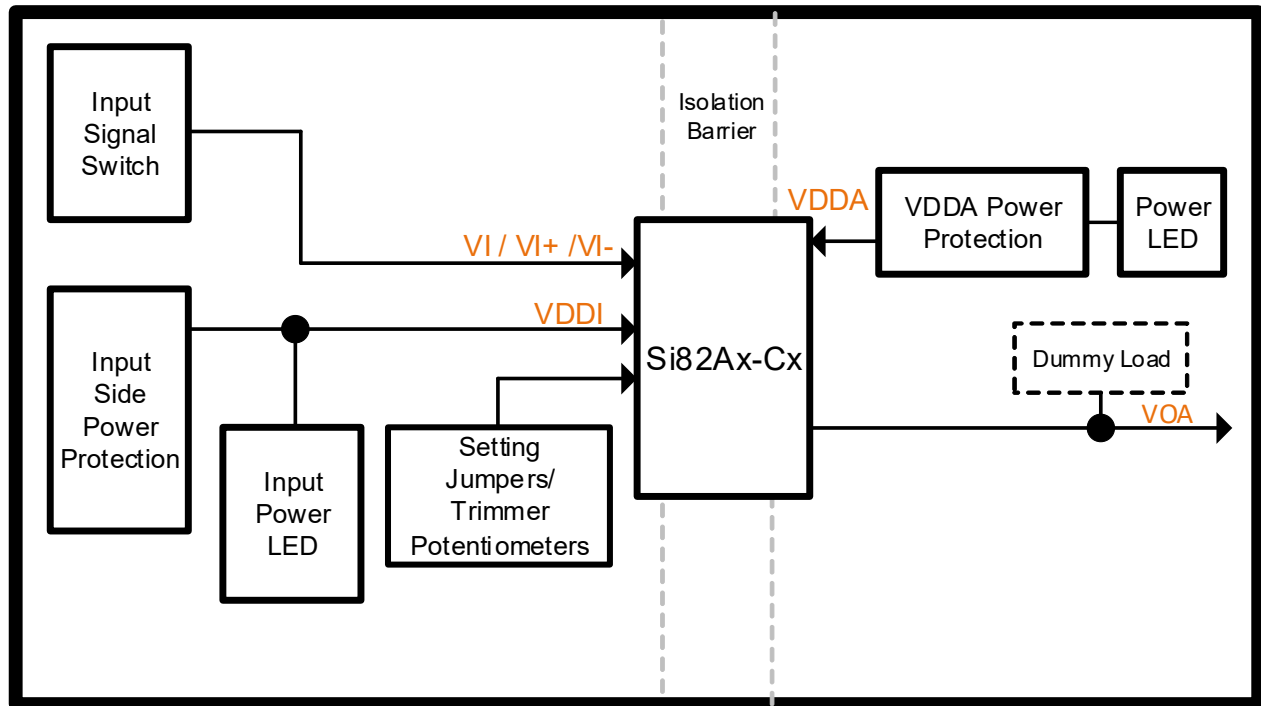 Input
Signal
Switch
Isolation
Barrier
VDDA
VDDA Power
Protection
Power
LED
VI / VI+ /VI-
VDDI
Input
Side
Power
Protection
Si82Ax-Cx
Dummy Load
VOA
Input
Power
LED
Setting
Jumpers/
Trimmer
Potentiometers